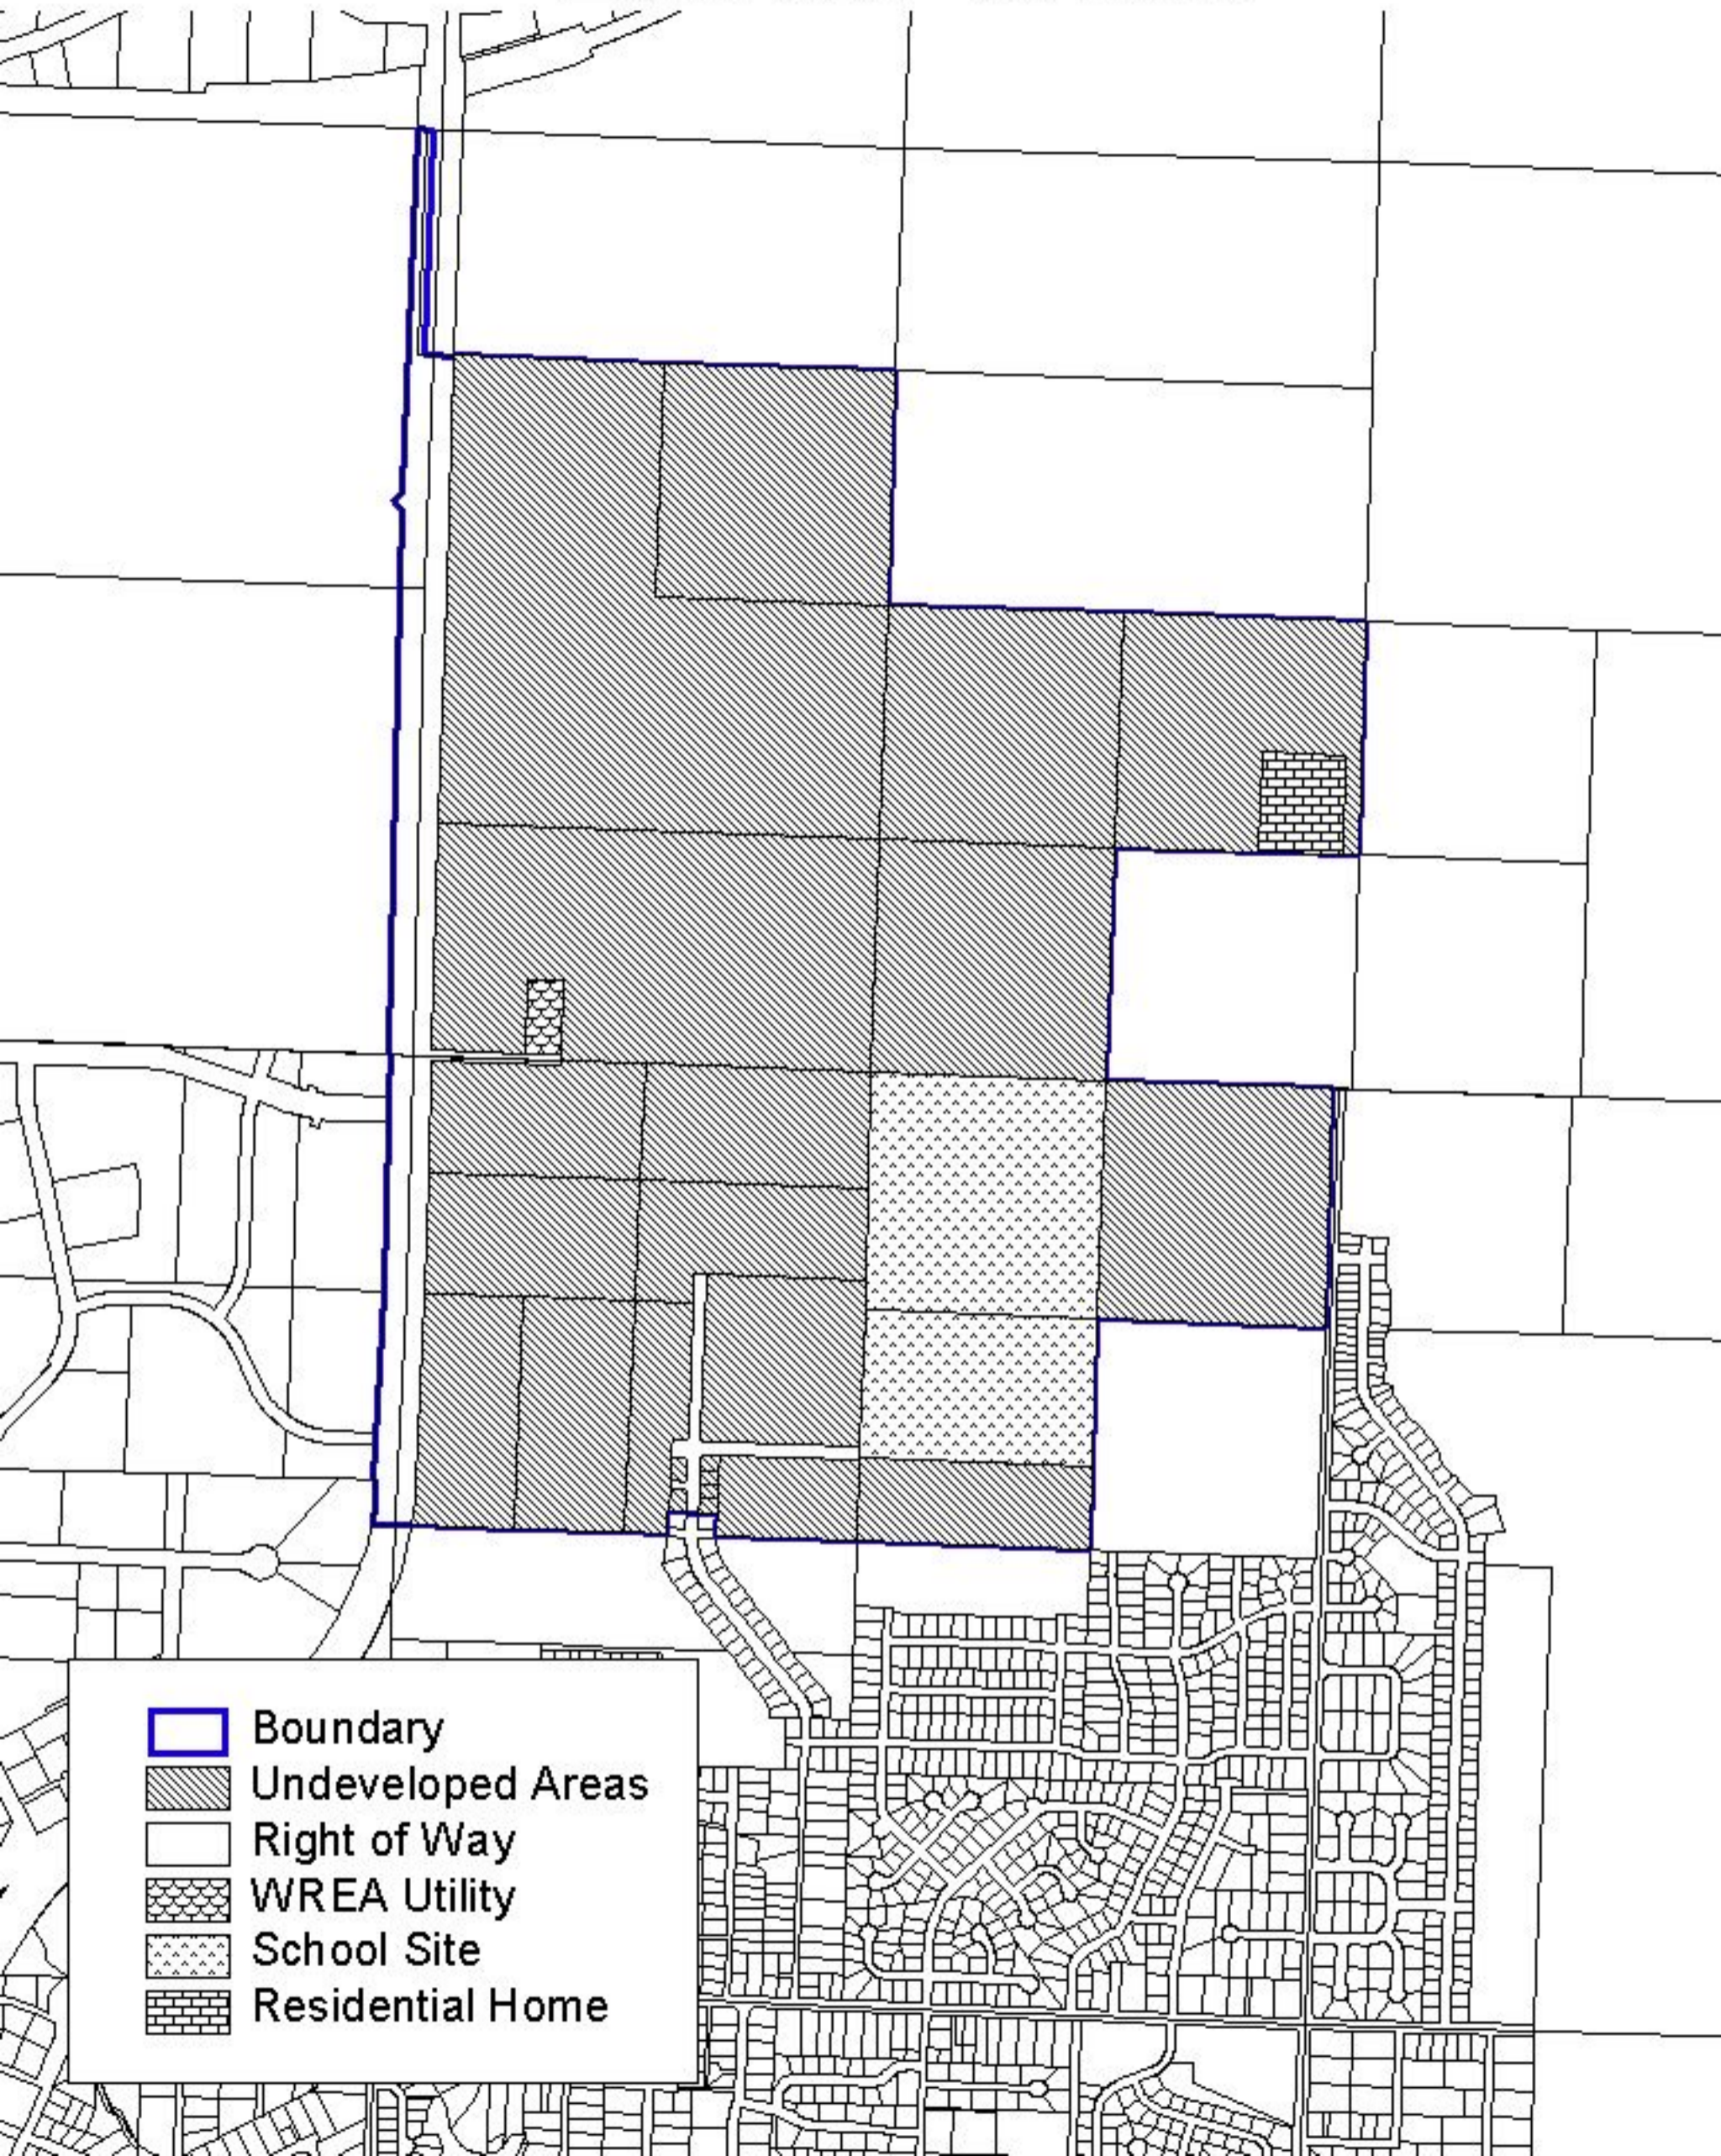 Boundary
Undeveloped Areas
Right of Way
WREA Utility
School Site
Residential Home